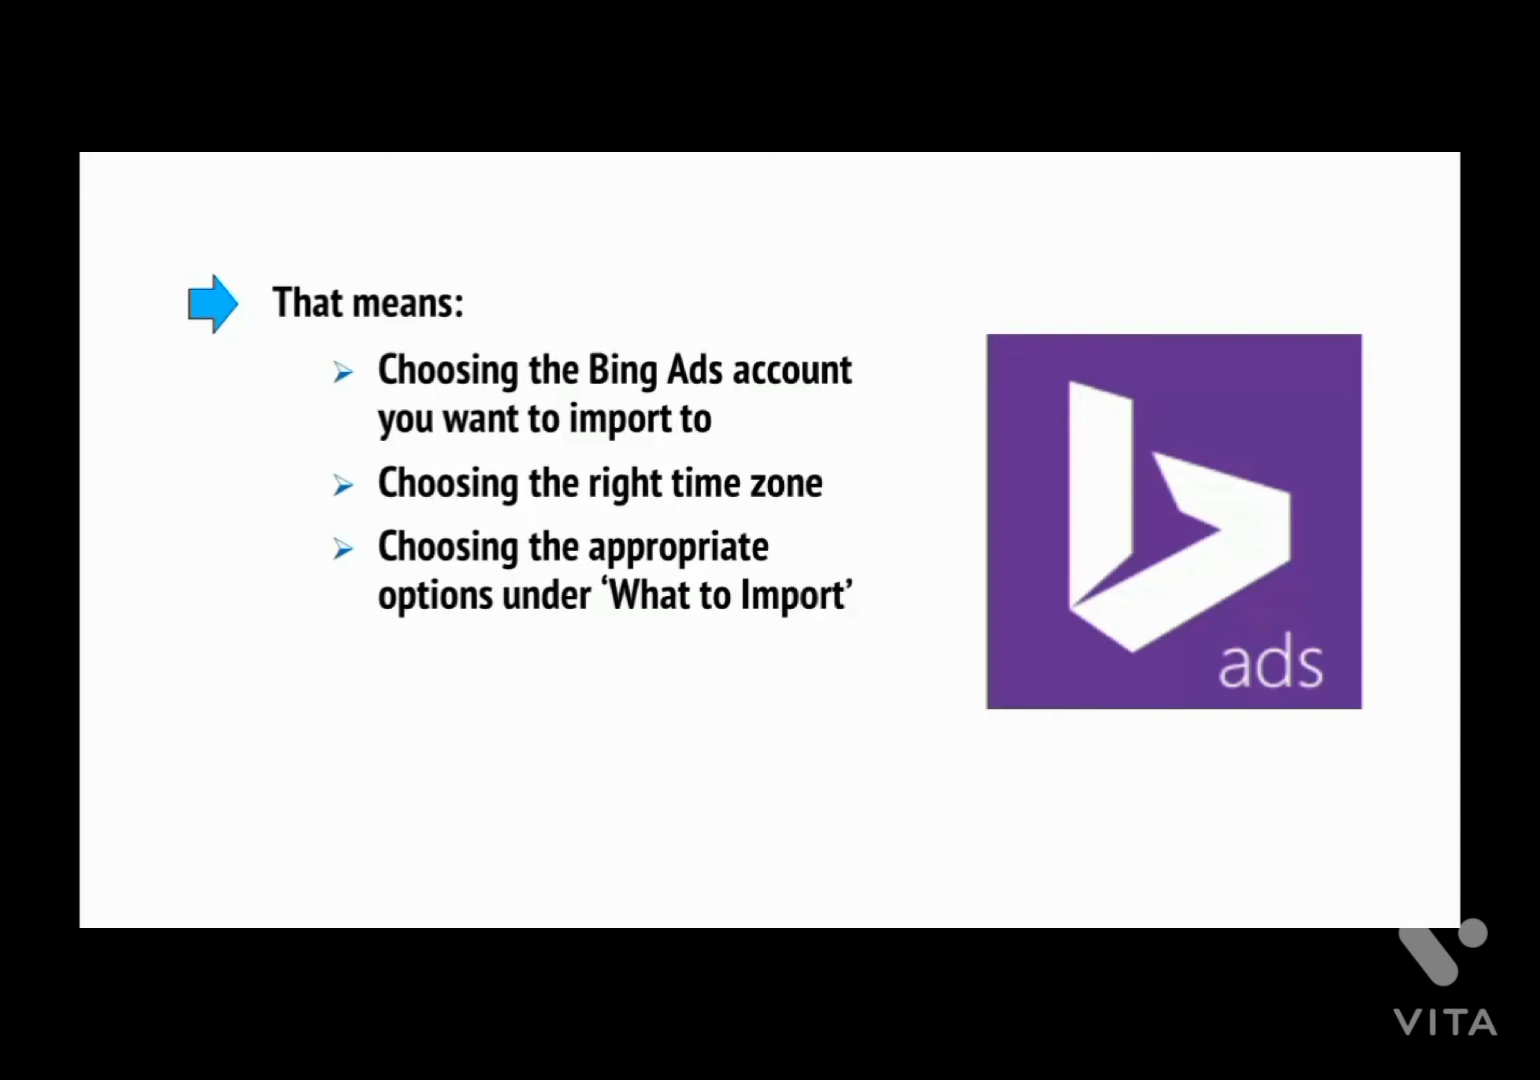 That means:
Choosing the Bing Ads account
you want to import to
Choosing the right time zone
Choosing the appropriate
options under ‘What to Import’
ads
VITA